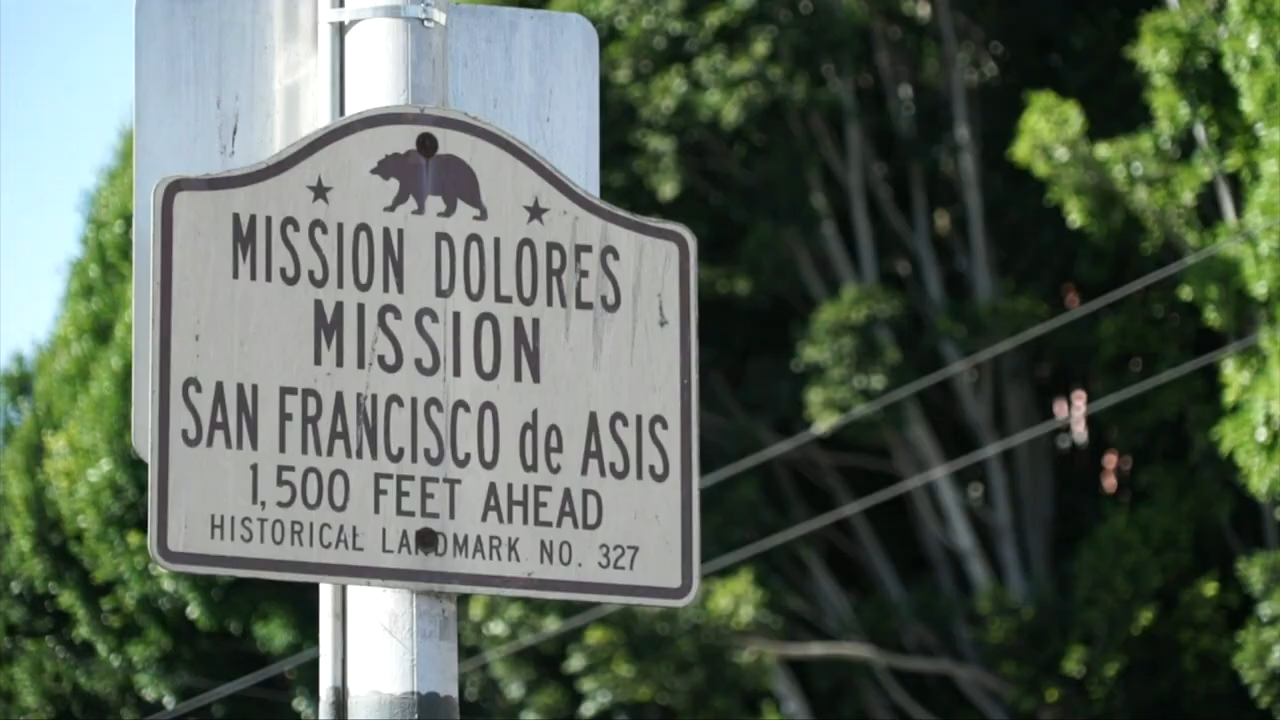 MISSION DOLORES
MISSION
SAN FRANCISCO de ASIS
1,500 FEET AHEAD
HISTORICAL LANDMARK NO. 327